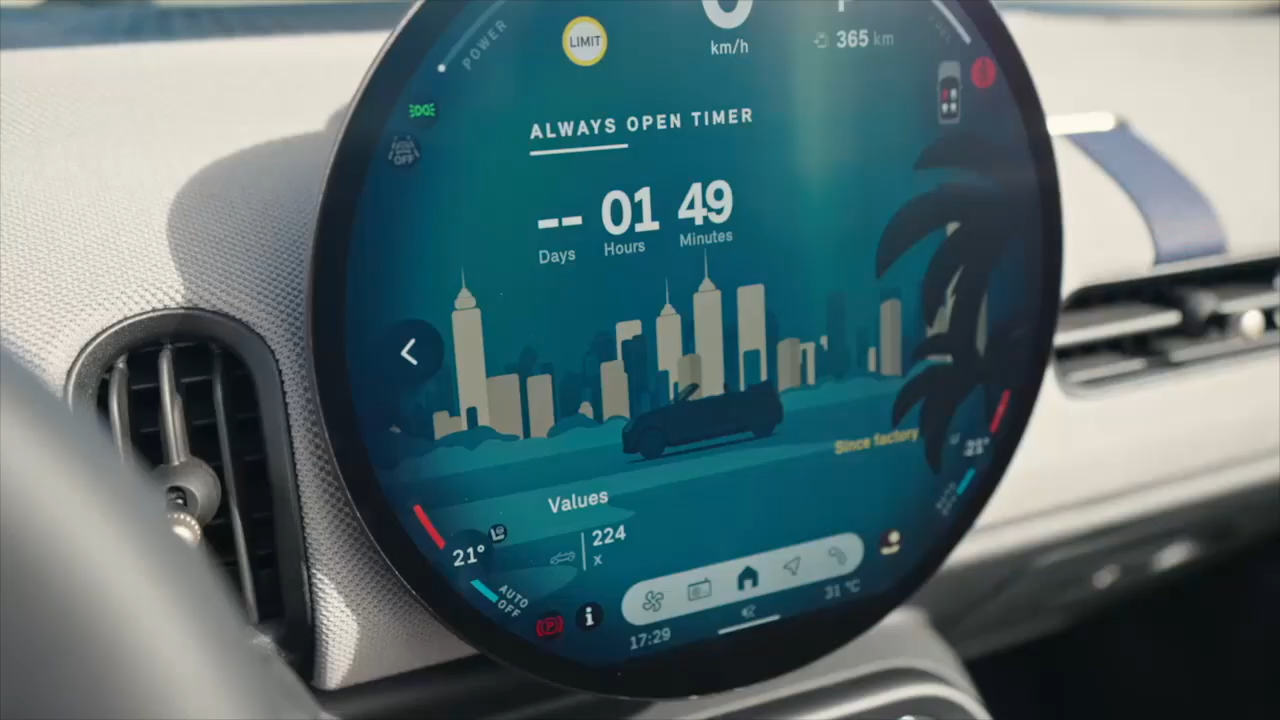 POWER
LIMIT
km/h
365 km
OFF
ALWAYS OPEN TIMER
-- 01 49
Days Hours Minutes
Since factory
Values
21°
21°
224
x
AUTO
OFF
17:29
31 °C